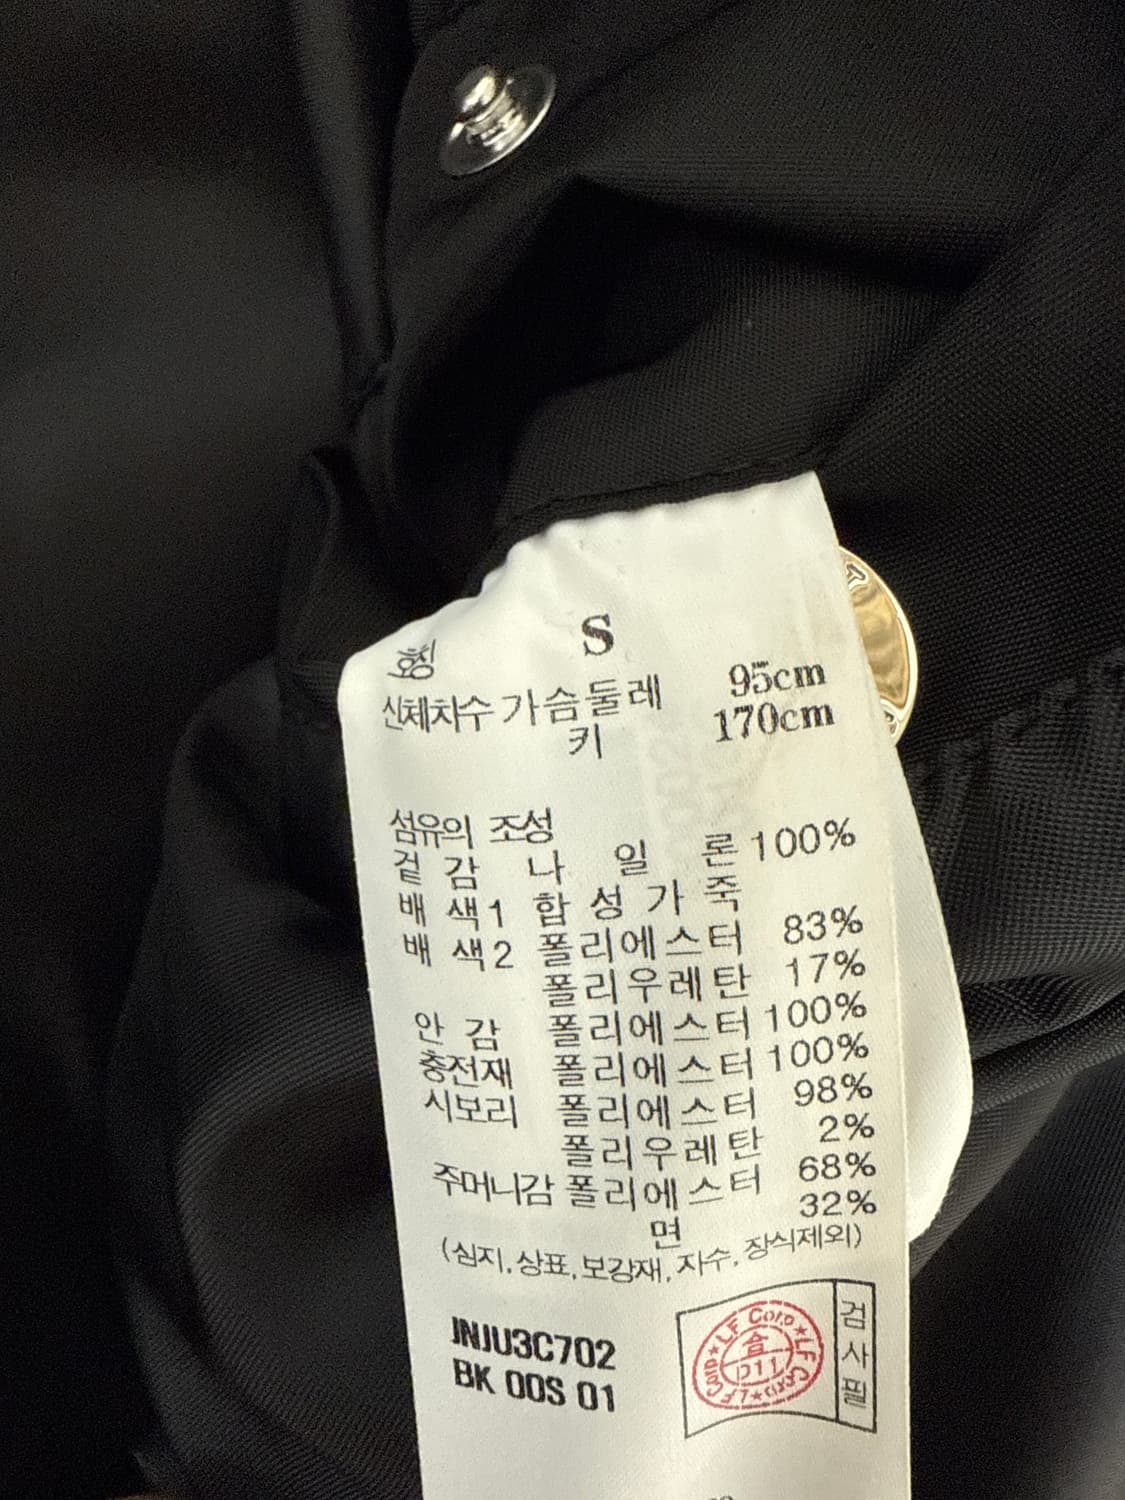 호칭 S
신체치수 가슴둘레 95cm
키 170cm
섬유의 조성
겉 감 나 일 론 100%
배 색1 합 성 가 죽
배 색2 폴리에스터 83%
폴리우레탄 17%
안 감 폴리에스터 100%
충전재 폴리에스터 100%
시보리 폴리에스터 98%
폴리우레탄 2%
주머니감 폴리에스터 68%
면 32%
(심지,상표,보강재,자수,장식제외)
JNJU3C702
BK 00S 01
검사필
LF Corp ★ LF Corp ★ LF Corp ★
合